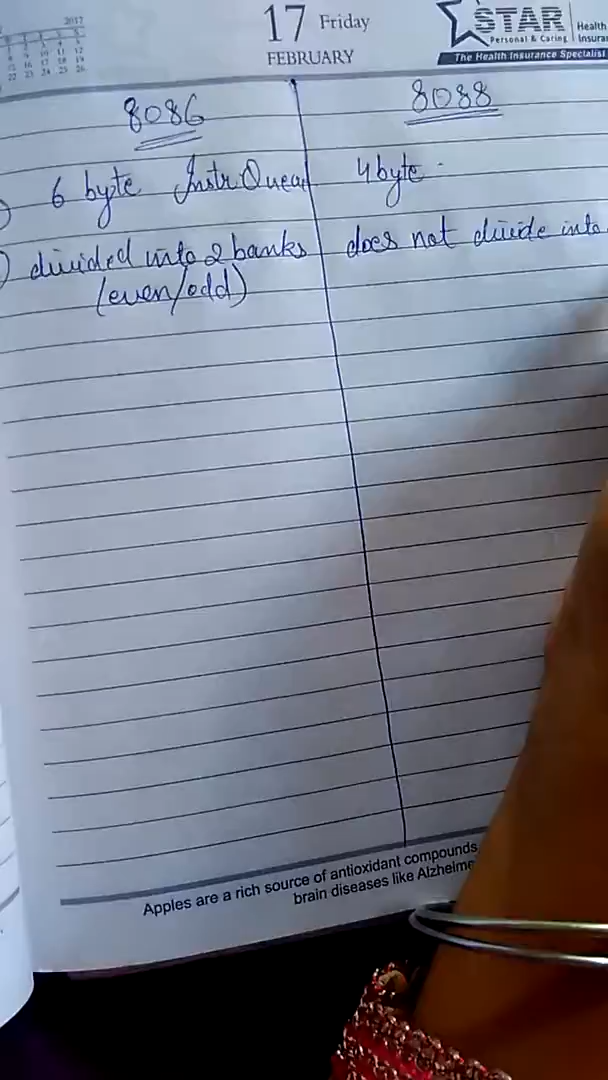 2017
17 Friday
FEBRUARY
STAR Health
Personal & Caring
The Health Insurance Specialist
8086
8088
6 byte Instr Queue
4 byte
divided into 2 banks
does not divide into
(even/odd)
Apples are a rich source of antioxidant compounds
brain diseases like